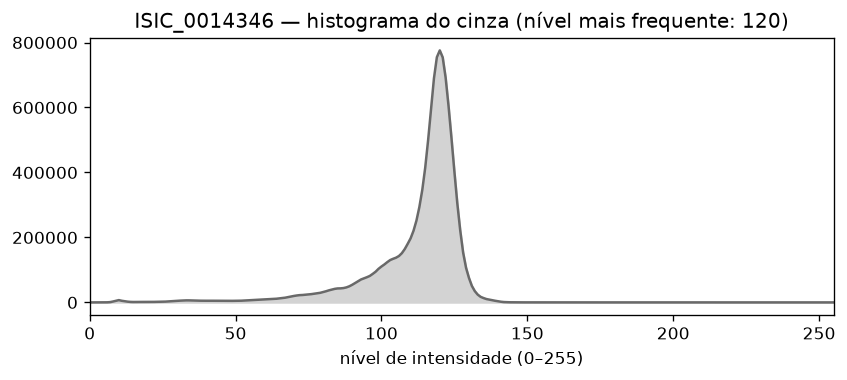 ISIC_0014346 — histograma do cinza (nível mais frequente: 120)
800000
600000
400000
200000
0
0 50 100 150 200 250
nível de intensidade (0–255)